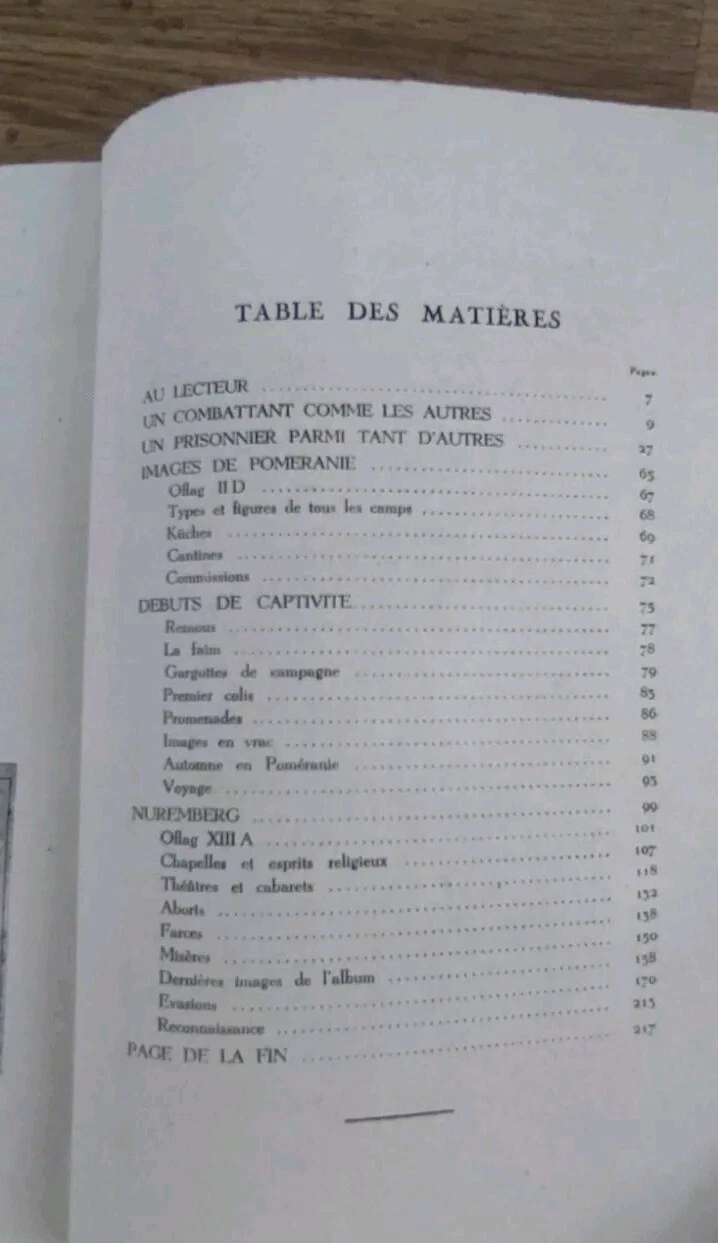 TABLE DES MATIÈRES
Pages
AU LECTEUR 7
UN COMBATTANT COMME LES AUTRES 9
UN PRISONNIER PARMI TANT D'AUTRES 27
IMAGES DE POMERANIE 65
Oflag II D 67
Types et figures de tous les camps 68
Küches 69
Cantines 71
Commissions 72
DEBUTS DE CAPTIVITE 75
Remous 77
La faim 78
Gargottes de campagne 79
Premier colis 83
Promenades 86
Images en vrac 88
Automne en Poméranie 91
Voyage 93
NUREMBERG 99
Oflag XIII A 101
Chapelles et esprits religieux 107
Théâtres et cabarets 118
Aborts 132
Farces 138
Misères 150
Dernières images de l'album 158
Evasions 170
Reconnaissance 215
PAGE DE LA FIN 217